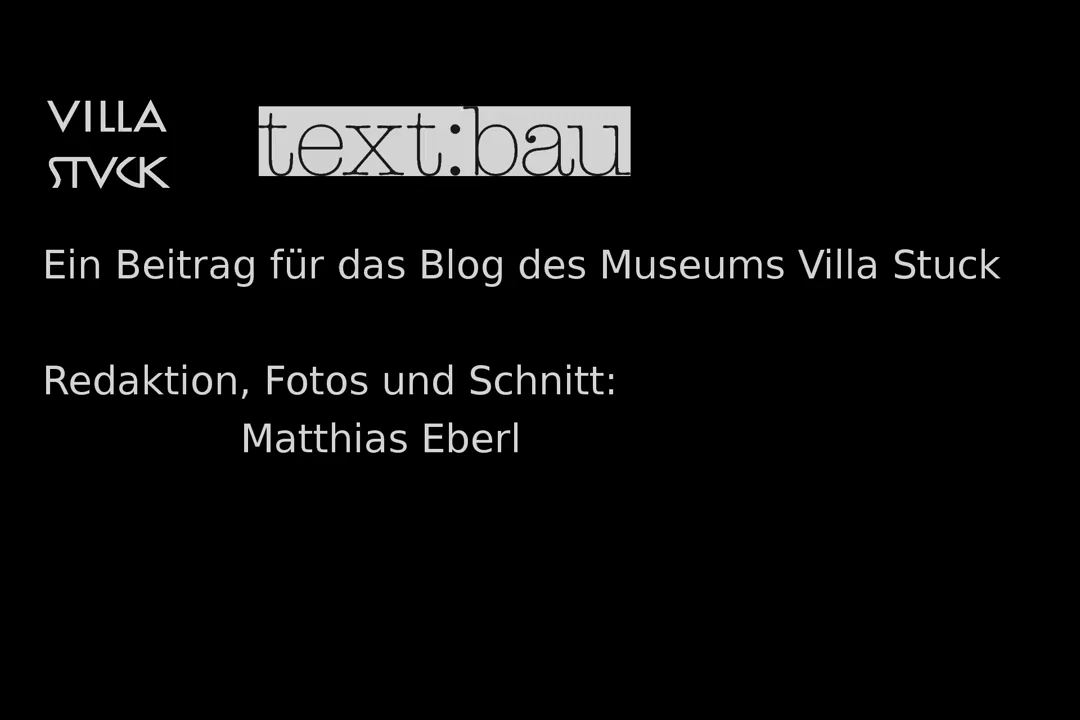 VILLA
STVCK
text:bau
Ein Beitrag für das Blog des Museums Villa Stuck
Redaktion, Fotos und Schnitt:
Matthias Eberl